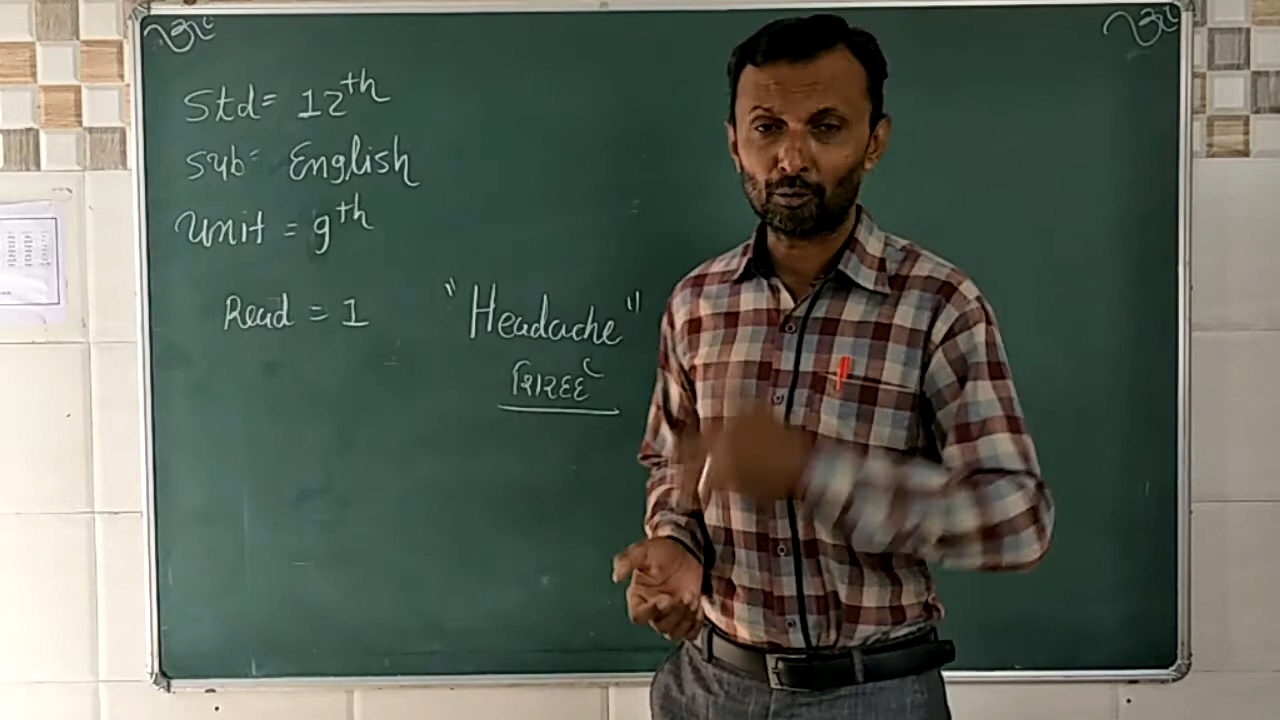 Std = 12th
Sub = English
Unit = 9th
Read = 1 "Headache"
શિરદર્દ